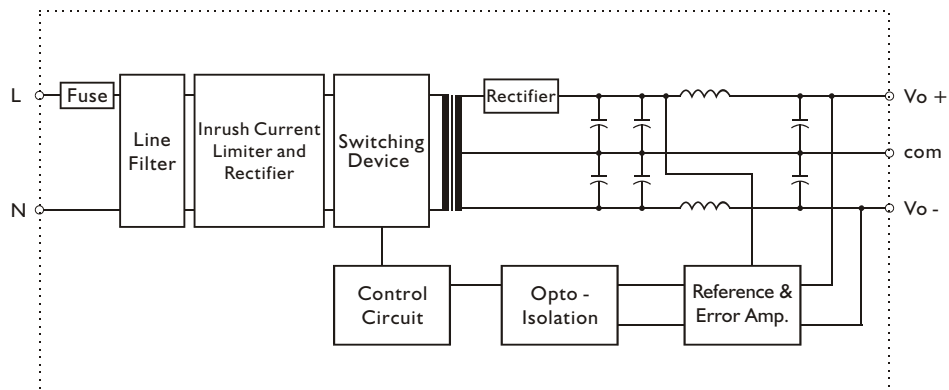 L
Fuse
Line
Filter
Inrush Current
Limiter and
Rectifier
Switching
Device
Rectifier
Vo +
com
N
Vo -
Control
Circuit
Opto -
Isolation
Reference &
Error Amp.